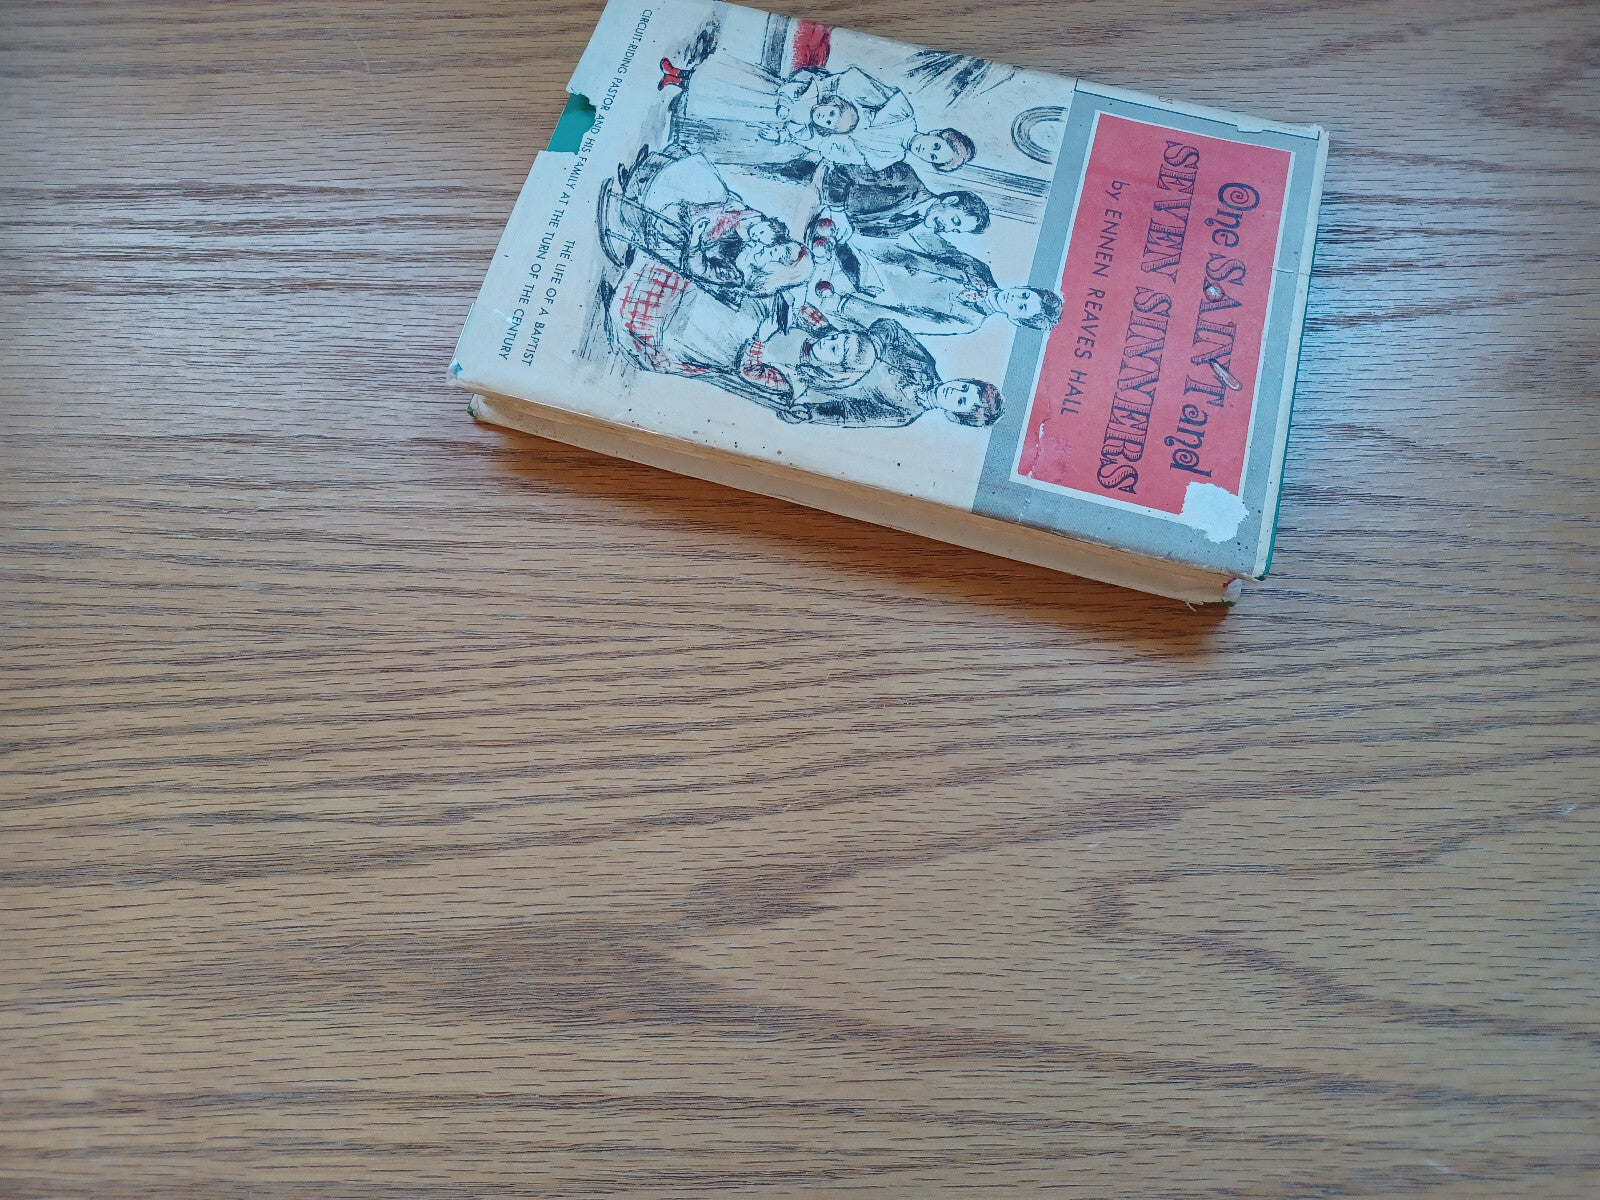 One SAINT and
SEVEN SINNERS
by ENNEN REAVES HALL
THE LIFE OF A BAPTIST
CIRCUIT-RIDING PASTOR AND HIS FAMILY AT THE TURN OF THE CENTURY